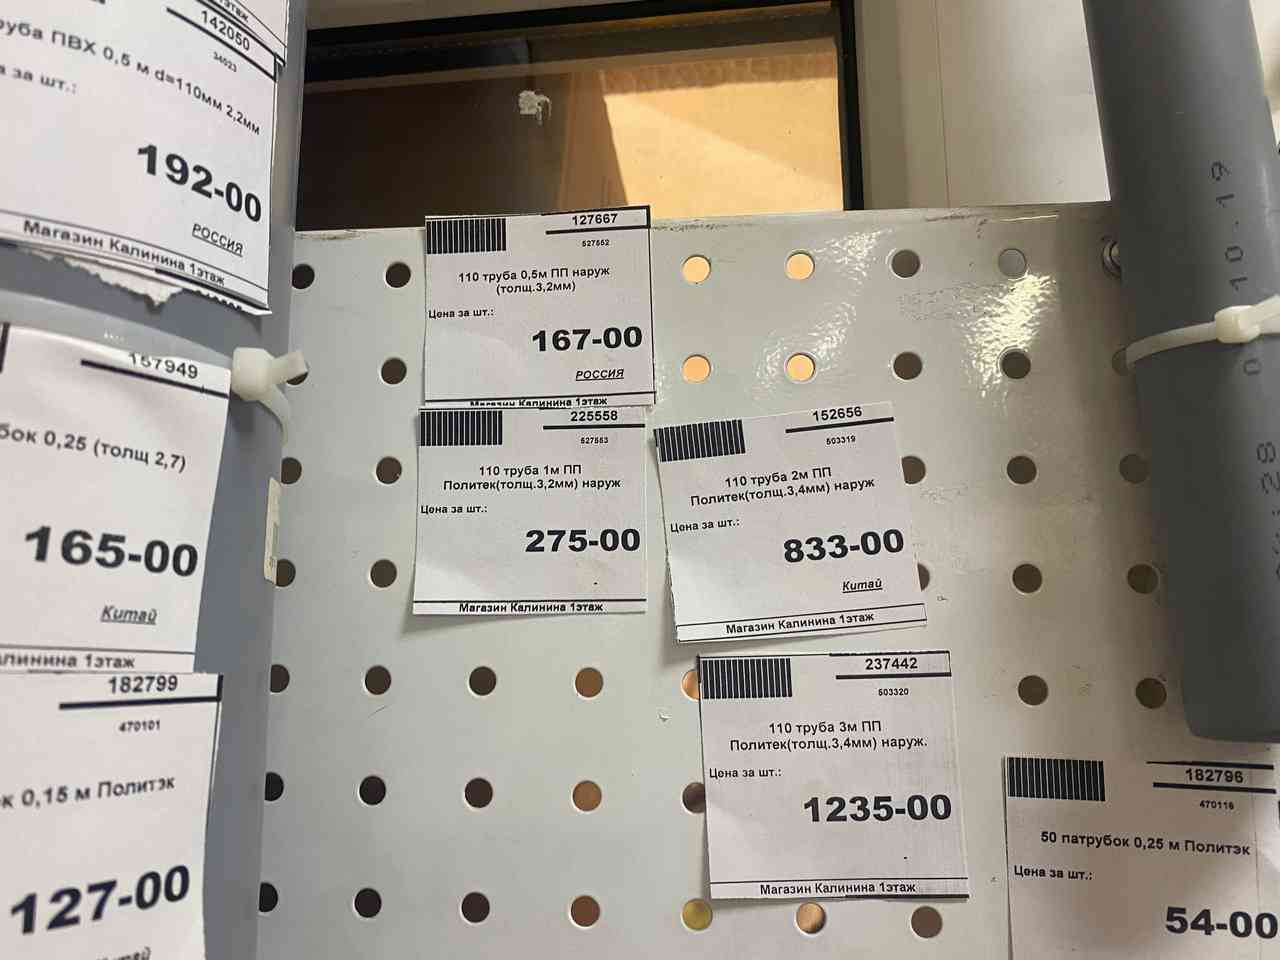 142050
34023
руба ПВХ 0,5 м d=110мм 2,2мм
а за шт.:
192-00
РОССИЯ
Магазин Калинина 1этаж
157949
бок 0,25 (толщ 2,7)
165-00
Китай
алинина 1этаж
182799
470101
к 0,15 м Политэк
127-00
127667
527552
110 труба 0,5м ПП наруж
(толщ.3,2мм)
Цена за шт.:
167-00
РОССИЯ
Магазин Калинина 1этаж
225558
527553
110 труба 1м ПП
Политек(толщ.3,2мм) наруж
Цена за шт.:
275-00
Магазин Калинина 1этаж
152656
503319
110 труба 2м ПП
Политек(толщ.3,4мм) наруж
Цена за шт.:
833-00
Китай
Магазин Калинина 1этаж
237442
503320
110 труба 3м ПП
Политек(толщ.3,4мм) наруж.
Цена за шт.:
1235-00
Магазин Калинина 1этаж
182796
470116
50 патрубок 0,25 м Политэк
Цена за шт.:
54-00
10.19